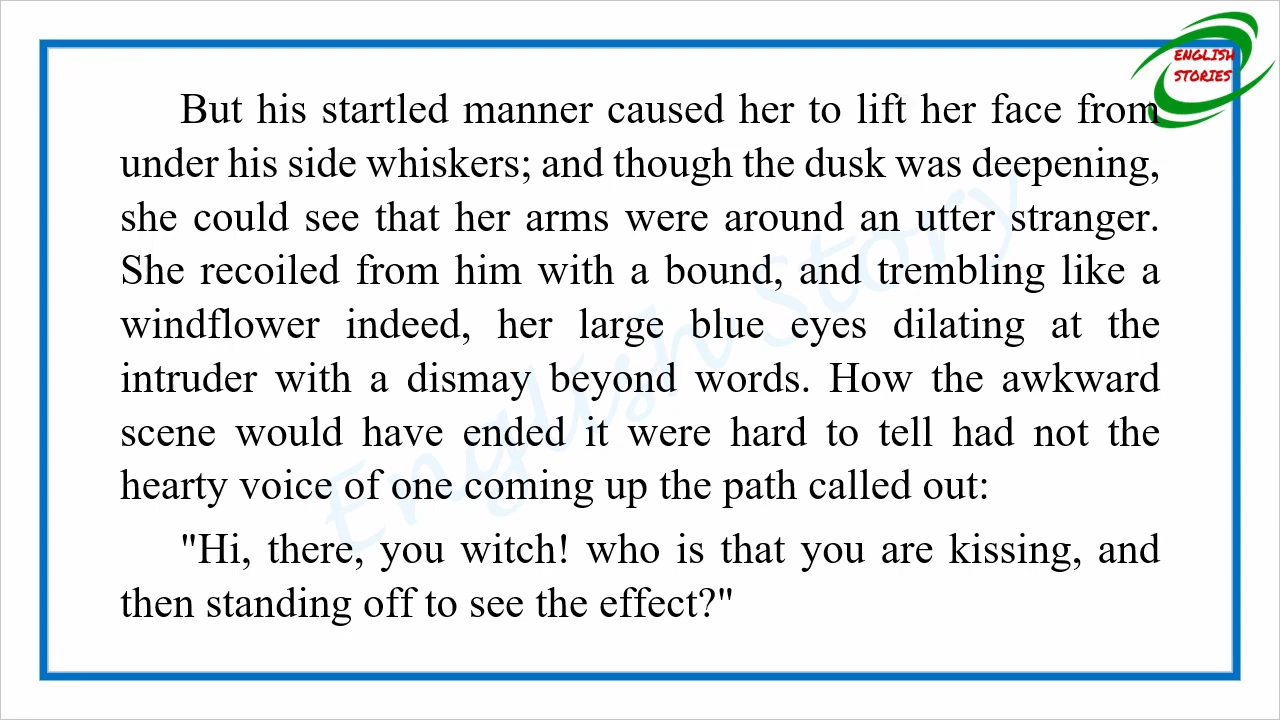 ENGLISH
STORIES
But his startled manner caused her to lift her face from
under his side whiskers; and though the dusk was deepening,
she could see that her arms were around an utter stranger.
She recoiled from him with a bound, and trembling like a
windflower indeed, her large blue eyes dilating at the
intruder with a dismay beyond words. How the awkward
scene would have ended it were hard to tell had not the
hearty voice of one coming up the path called out:
"Hi, there, you witch! who is that you are kissing, and
then standing off to see the effect?"
English Story